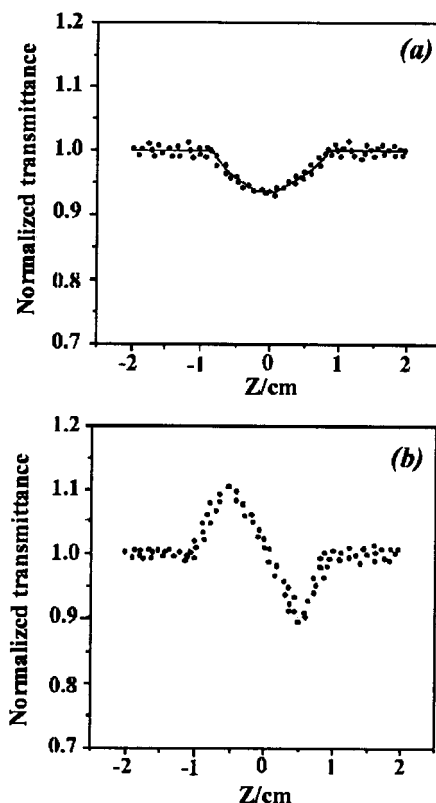 (a)
Normalized transmittance
1.2
1.1
1.0
0.9
0.8
0.7
-2 -1 0 1 2
Z/cm
(b)
Normalized transmittance
1.2
1.1
1.0
0.9
0.8
0.7
-2 -1 0 1 2
Z/cm